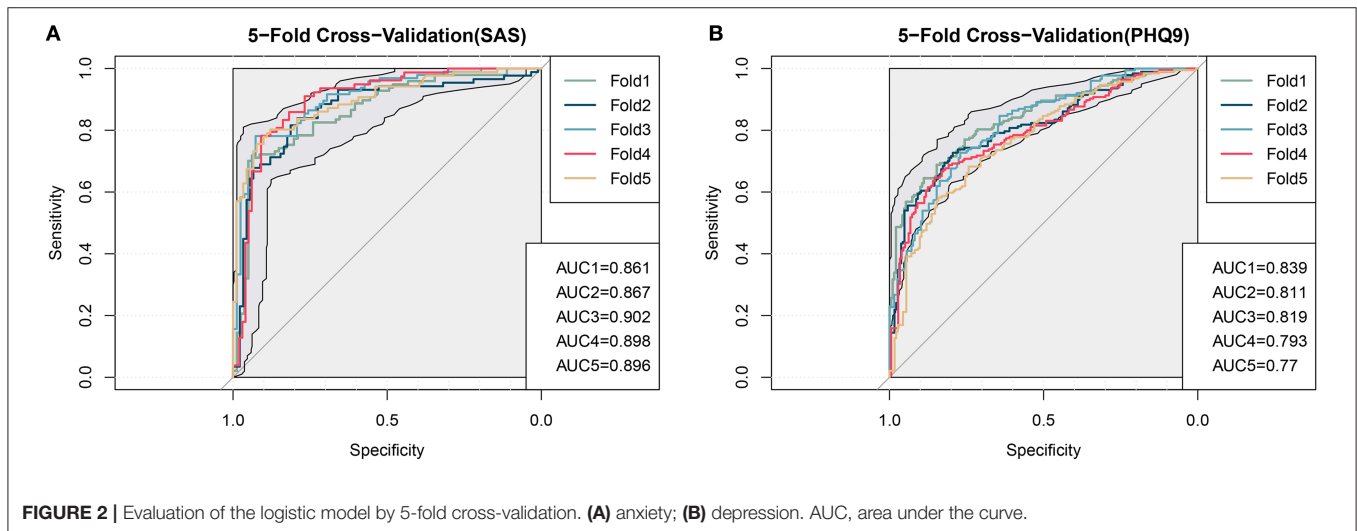 A
5−Fold Cross−Validation(SAS)
Sensitivity
1.0
0.8
0.6
0.4
0.2
0.0
1.0
0.5
0.0
Specificity
Fold1
Fold2
Fold3
Fold4
Fold5
AUC1=0.861
AUC2=0.867
AUC3=0.902
AUC4=0.898
AUC5=0.896
B
5−Fold Cross−Validation(PHQ9)
Sensitivity
1.0
0.8
0.6
0.4
0.2
0.0
1.0
0.5
0.0
Specificity
Fold1
Fold2
Fold3
Fold4
Fold5
AUC1=0.839
AUC2=0.811
AUC3=0.819
AUC4=0.793
AUC5=0.77
FIGURE 2 | Evaluation of the logistic model by 5-fold cross-validation. (A) anxiety; (B) depression. AUC, area under the curve.